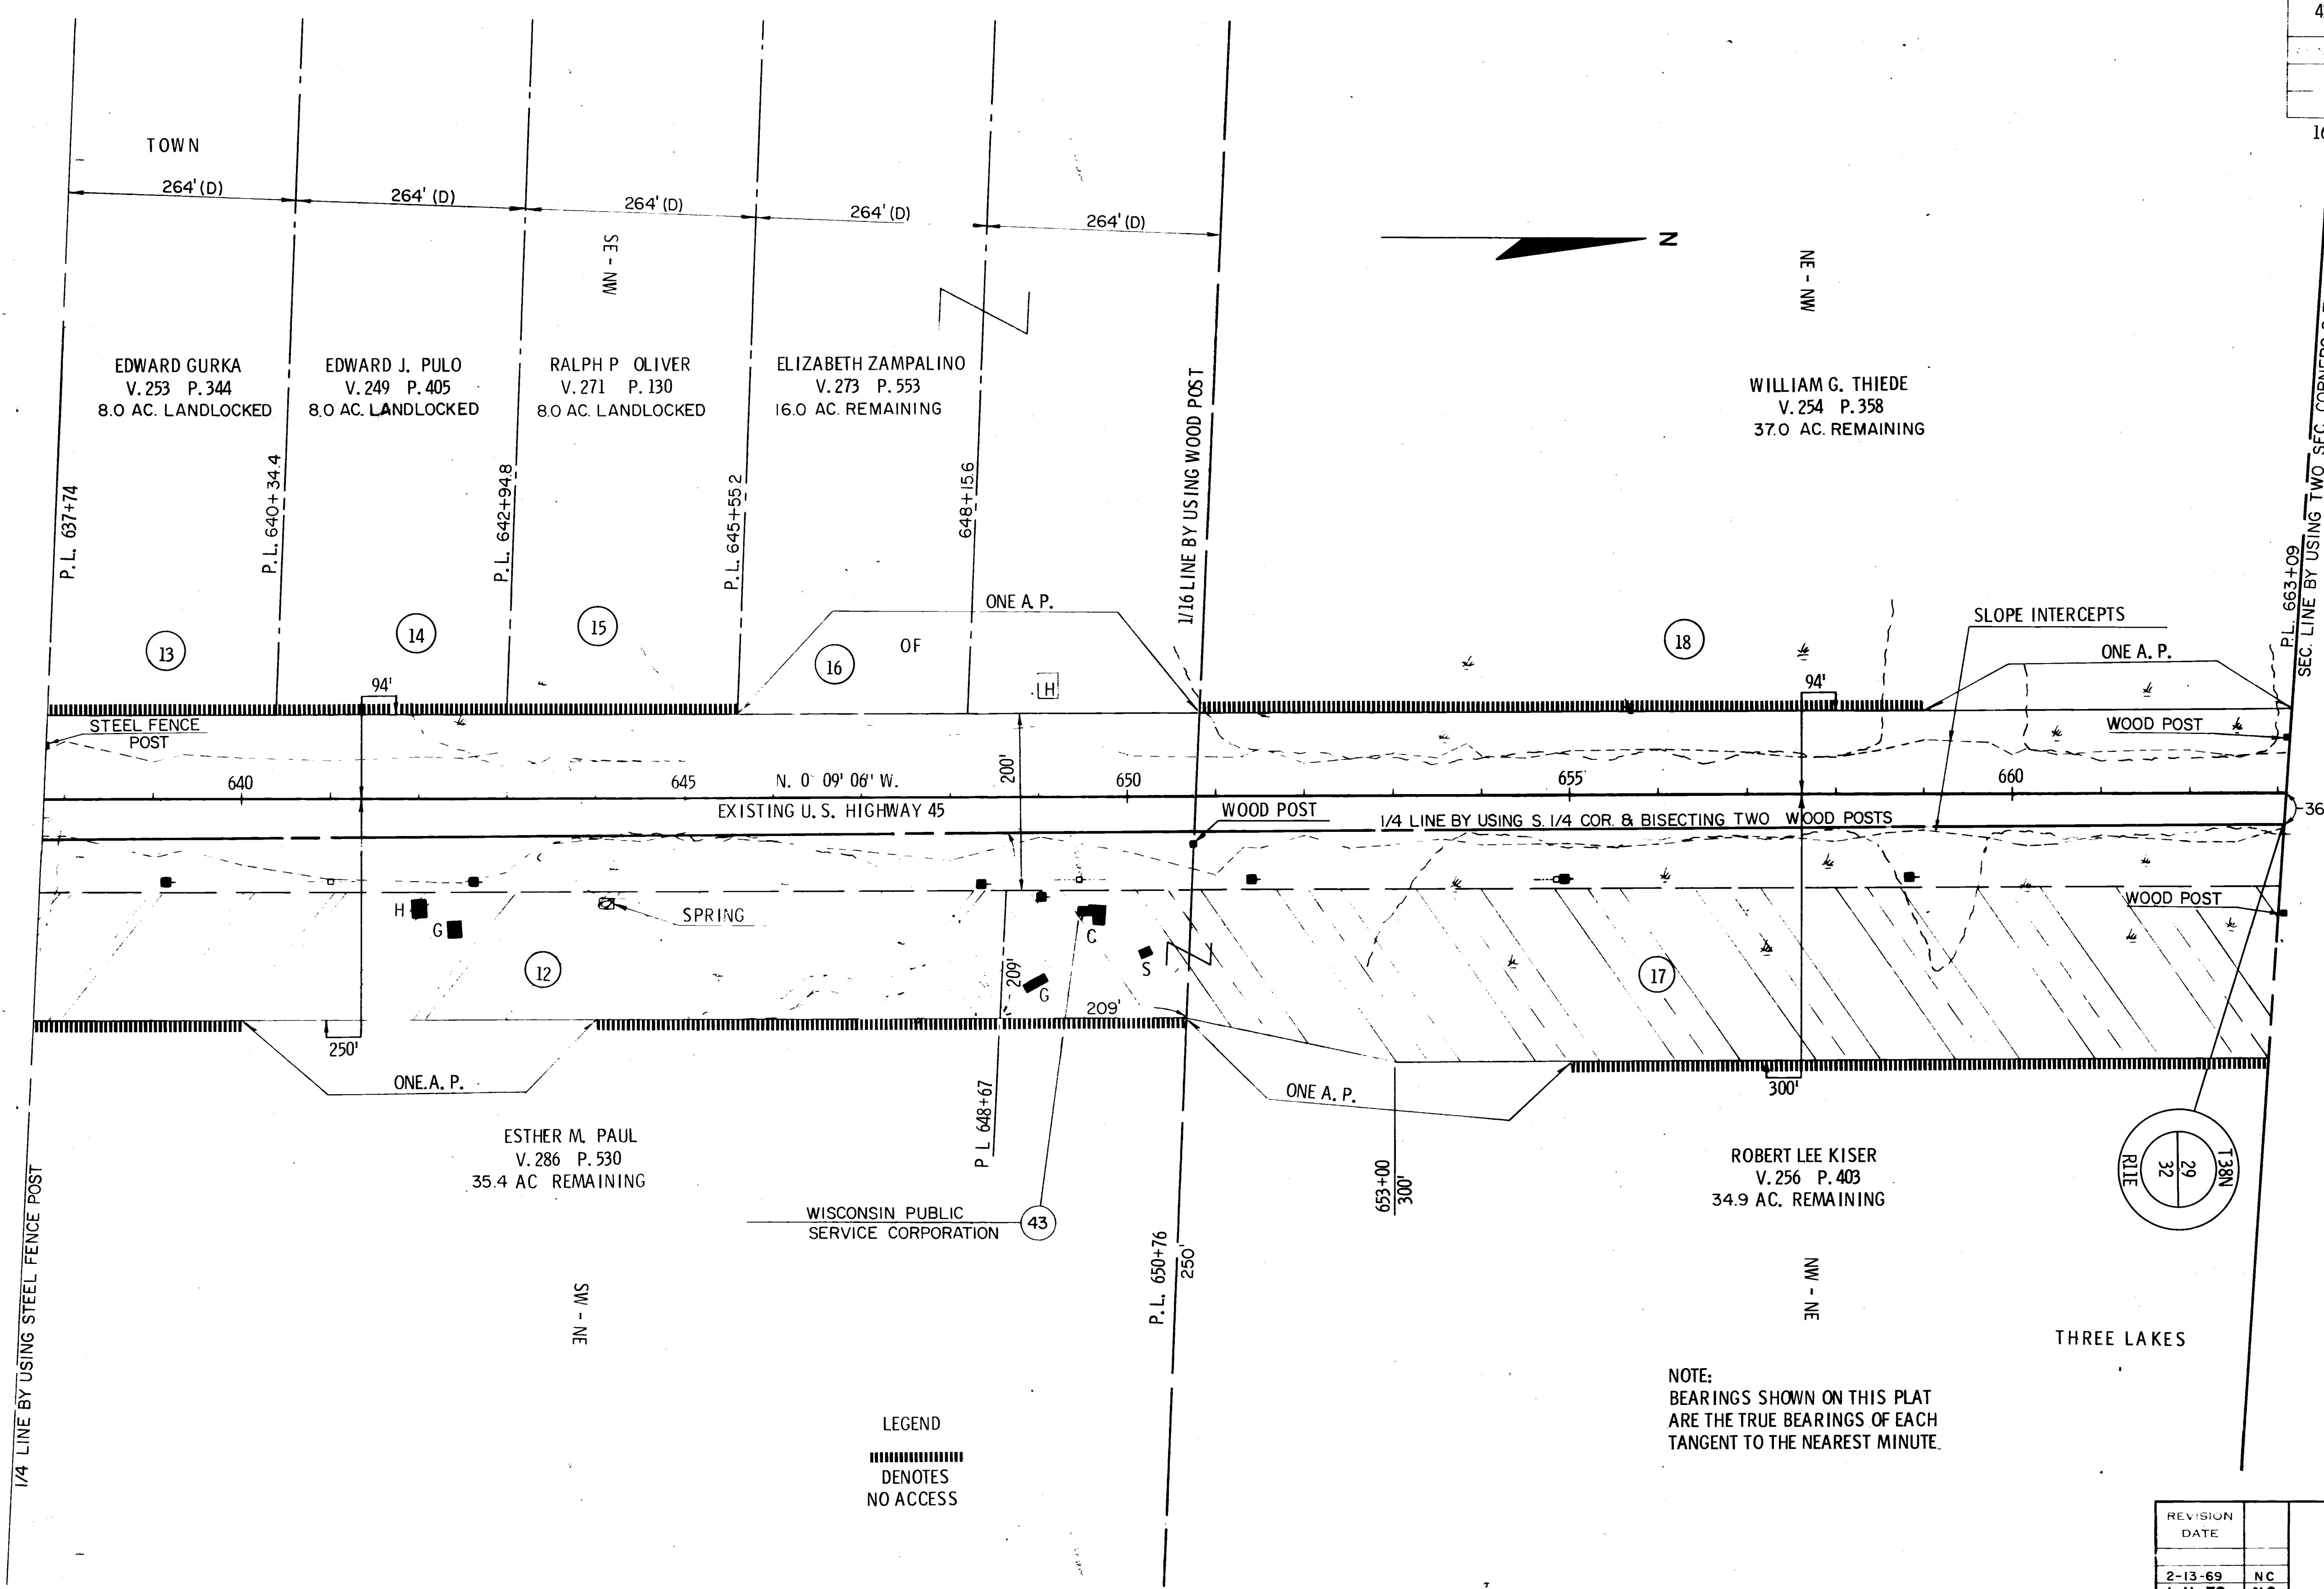 4
16
TOWN
264' (D)
264' (D)
264' (D)
264' (D)
264' (D)
SE - NW
N
NE - NW
EDWARD GURKA
V. 253 P. 344
8.0 AC. LANDLOCKED
EDWARD J. PULO
V. 249 P. 405
8.0 AC. LANDLOCKED
RALPH P OLIVER
V. 271 P. 130
8.0 AC. LANDLOCKED
ELIZABETH ZAMPALINO
V. 273 P. 553
16.0 AC. REMAINING
WILLIAM G. THIEDE
V. 254 P. 358
37.0 AC. REMAINING
P.L. 637+74
P.L. 640+34.4
P.L. 642+94.8
P.L. 645+55.2
648+15.6
1/16 LINE BY USING WOOD POST
P.L. 663+09
SEC. LINE BY USING TWO SEC. CORNERS
ONE A. P.
SLOPE INTERCEPTS
ONE A. P.
13
14
15
16
OF
18
H
94'
94'
STEEL FENCE
POST
WOOD POST
640
645
N. 0° 09' 06" W.
200'
650
655
660
EXISTING U. S. HIGHWAY 45
WOOD POST
1/4 LINE BY USING S. 1/4 COR. & BISECTING TWO WOOD POSTS
36
H
G
SPRING
C
S
G
WOOD POST
12
17
209'
209'
250'
ONE A. P.
ONE A. P.
300'
P L 648+67
ESTHER M. PAUL
V. 286 P. 530
35.4 AC REMAINING
653+00
300'
ROBERT LEE KISER
V. 256 P. 403
34.9 AC. REMAINING
T38N
29
32
R11E
WISCONSIN PUBLIC
SERVICE CORPORATION
43
P.L. 650+76
250'
1/4 LINE BY USING STEEL FENCE POST
SW - NE
NW - NE
THREE LAKES
NOTE:
BEARINGS SHOWN ON THIS PLAT
ARE THE TRUE BEARINGS OF EACH
TANGENT TO THE NEAREST MINUTE.
LEGEND
DENOTES
NO ACCESS
REVISION
DATE
2-13-69 NC